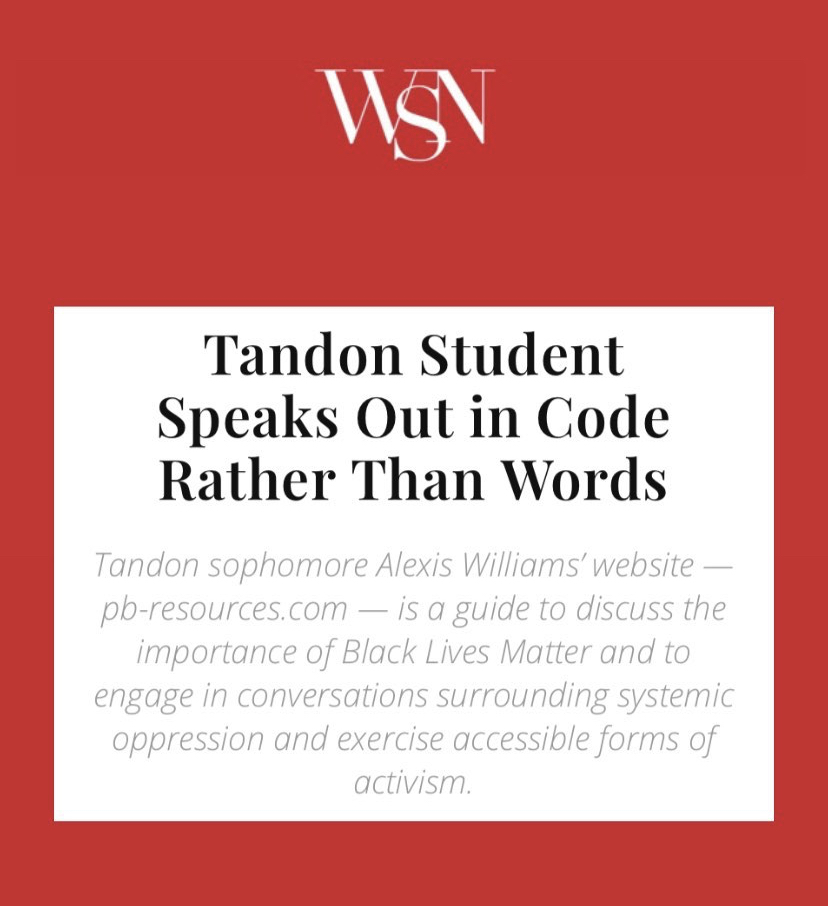 WSN
Tandon Student
Speaks Out in Code
Rather Than Words
Tandon sophomore Alexis Williams’ website —
pb-resources.com — is a guide to discuss the
importance of Black Lives Matter and to
engage in conversations surrounding systemic
oppression and exercise accessible forms of
activism.